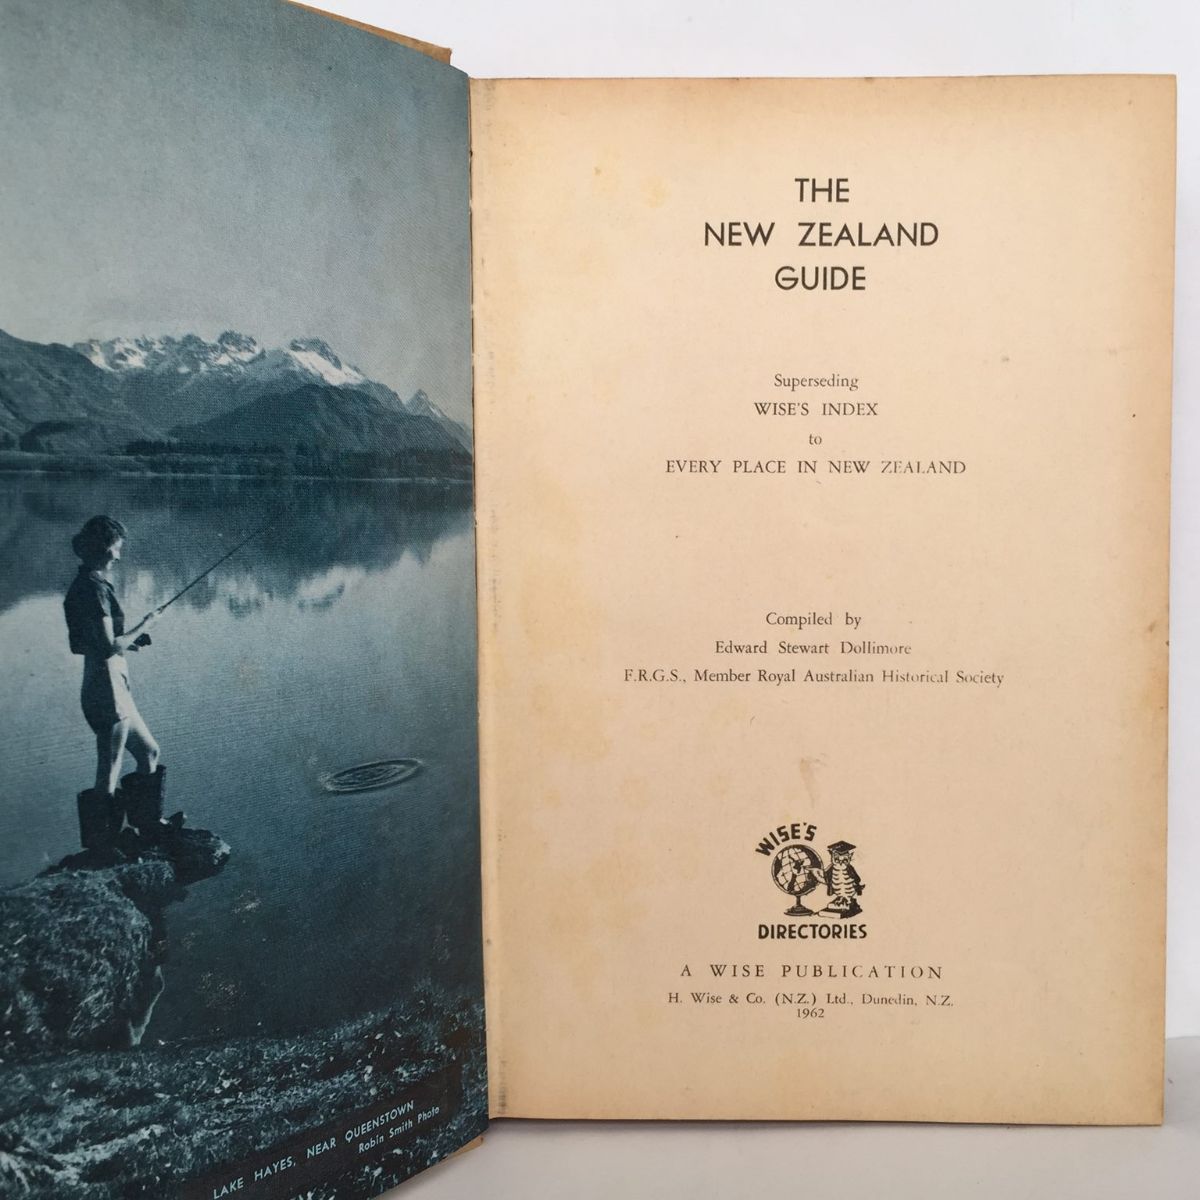 LAKE HAYES, NEAR QUEENSTOWN
Robin Smith Photo
THE
NEW ZEALAND
GUIDE
Superseding
WISE'S INDEX
to
EVERY PLACE IN NEW ZEALAND
Compiled by
Edward Stewart Dollimore
F.R.G.S., Member Royal Australian Historical Society
WISE'S
DIRECTORIES
A WISE PUBLICATION
H. Wise & Co. (N.Z.) Ltd., Dunedin, N.Z.
1962